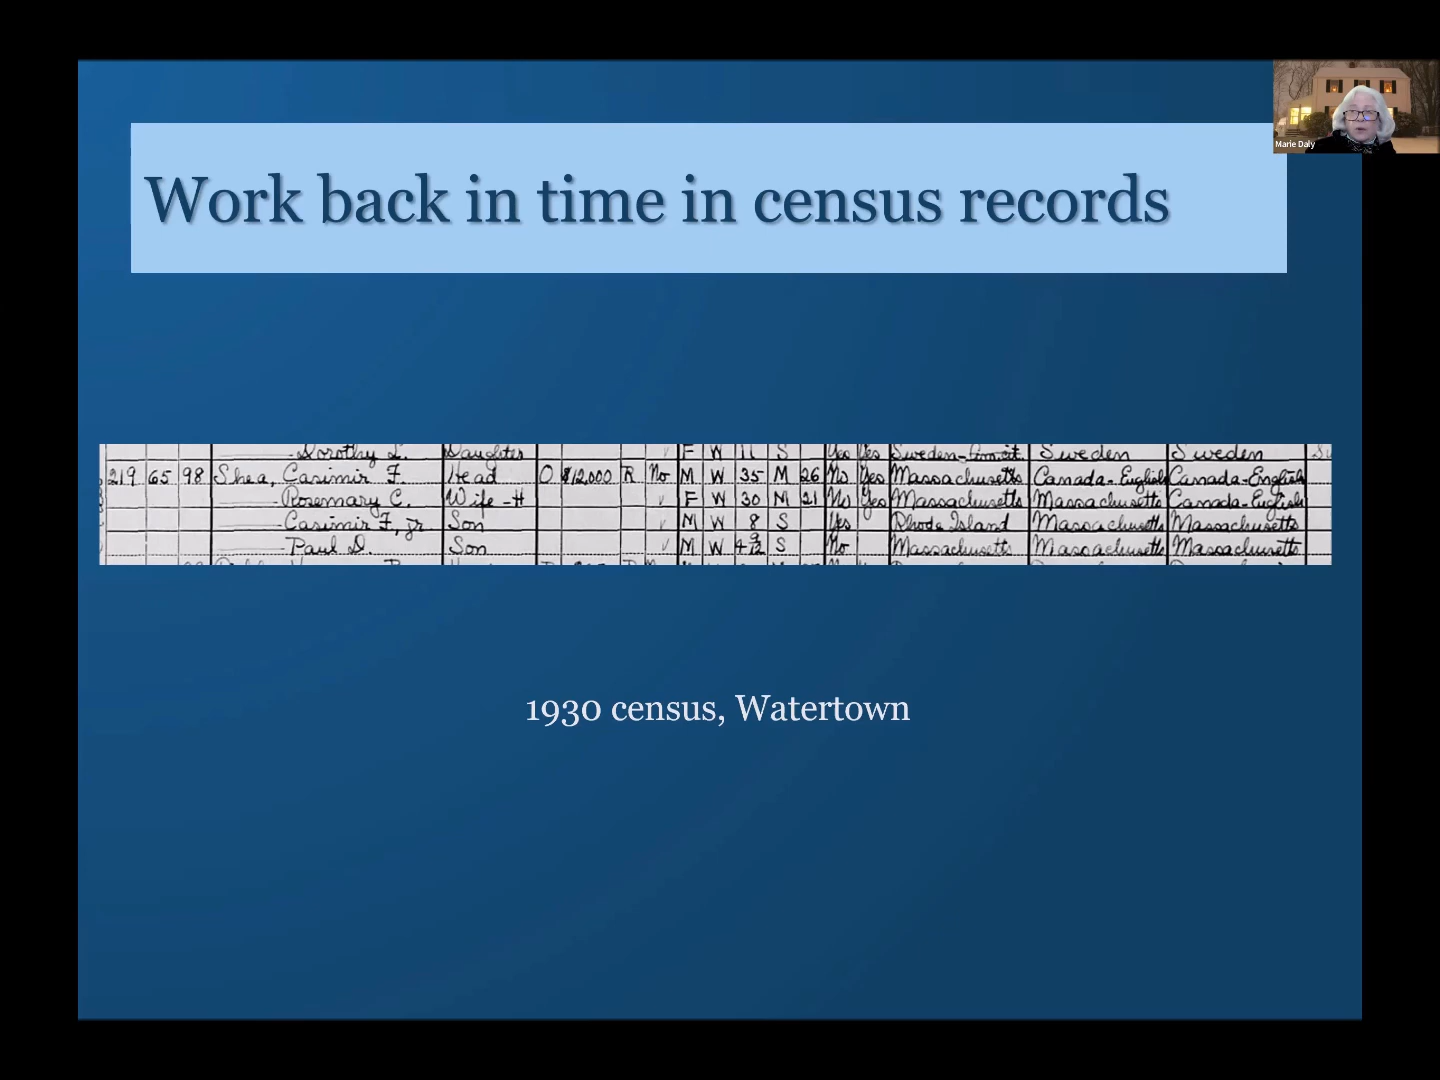 Marie Daly
Work back in time in census records
Dorothy L. Daughter F W 11 S Yes Yes Sweden Sweden Sweden
219 65 98 Shea, Casimir F. Head O $12,000 R No M W 35 M 26 No Yes Massachusetts Canada-English Canada-English
Rosemary C. Wife-H F W 30 M 21 No Yes Massachusetts Massachusetts Canada-English
Casimir F., jr Son M W 8 S Yes Rhode Island Massachusetts Massachusetts
Paul D. Son M W 4 9/12 S No Massachusetts Massachusetts Massachusetts
1930 census, Watertown